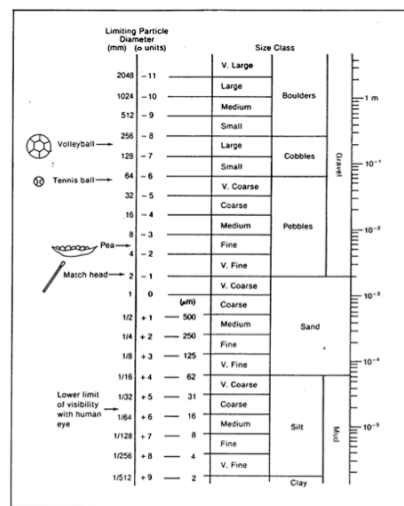 Limiting Particle
Diameter
(mm) (ø units)
Size Class
V. Large
2048 −11
Large
1024 −10
Medium
Boulders
512 −9
Small
1 m
256 −8
Volleyball
Large
128 −7
Cobbles
Small
10⁻¹
Gravel
Tennis ball
64 −6
V. Coarse
32 −5
Coarse
16 −4
Medium
Pebbles
8 −3
10⁻²
Pea
Fine
4 −2
V. Fine
Match head
2 −1
V. Coarse
1 0 (μm)
10⁻³
Coarse
1/2 +1 500
Medium
Sand
1/4 +2 250
Fine
1/8 +3 125
V. Fine
10⁻⁴
1/16 +4 62
V. Coarse
1/32 +5 31
Lower limit
of visibility
with human
eye
Coarse
1/64 +6 16
Medium
Silt
Mud
1/128 +7 8
10⁻⁵
Fine
1/256 +8 4
V. Fine
1/512 +9 2
Clay